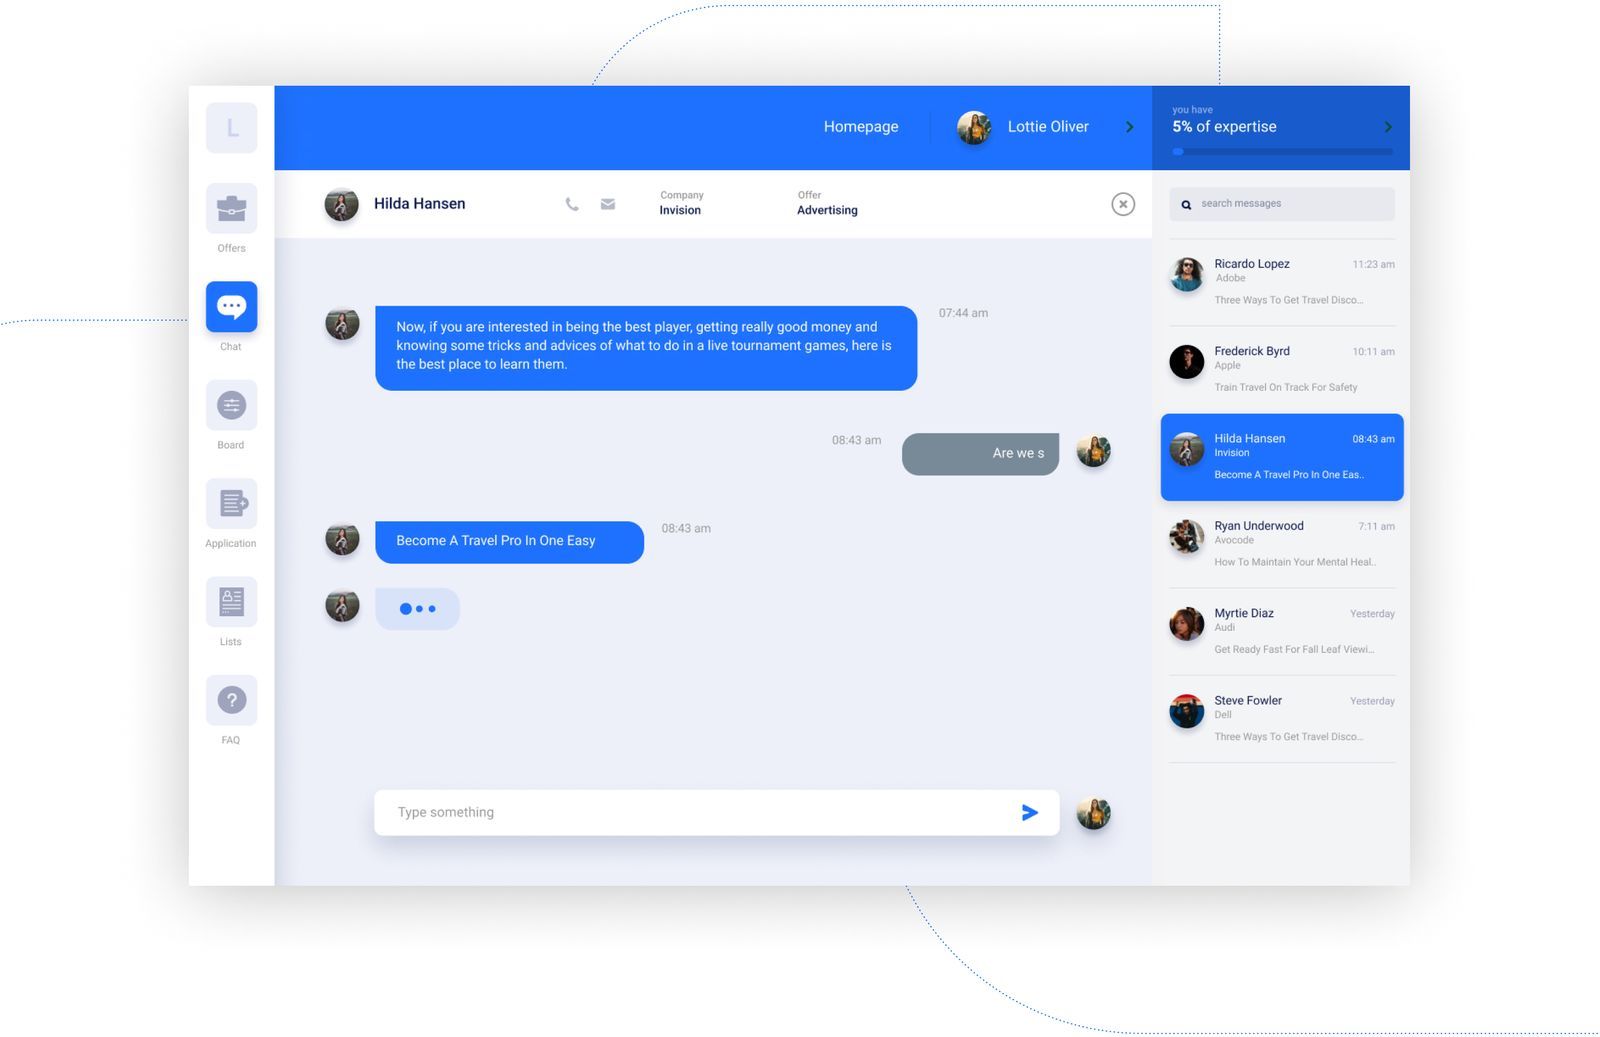 L
Offers
Chat
Board
Application
Lists
FAQ
Homepage
Lottie Oliver
you have
5% of expertise
Hilda Hansen
Company
Invision
Offer
Advertising
Now, if you are interested in being the best player, getting really good money and
knowing some tricks and advices of what to do in a live tournament games, here is
the best place to learn them.
07:44 am
08:43 am
Are we s
Become A Travel Pro In One Easy
08:43 am
Type something
search messages
Ricardo Lopez
11:23 am
Adobe
Three Ways To Get Travel Disco...
Frederick Byrd
10:11 am
Apple
Train Travel On Track For Safety
Hilda Hansen
08:43 am
Invision
Become A Travel Pro In One Eas..
Ryan Underwood
7:11 am
Avocode
How To Maintain Your Mental Heal..
Myrtie Diaz
Yesterday
Audi
Get Ready Fast For Fall Leaf Viewi...
Steve Fowler
Yesterday
Dell
Three Ways To Get Travel Disco...